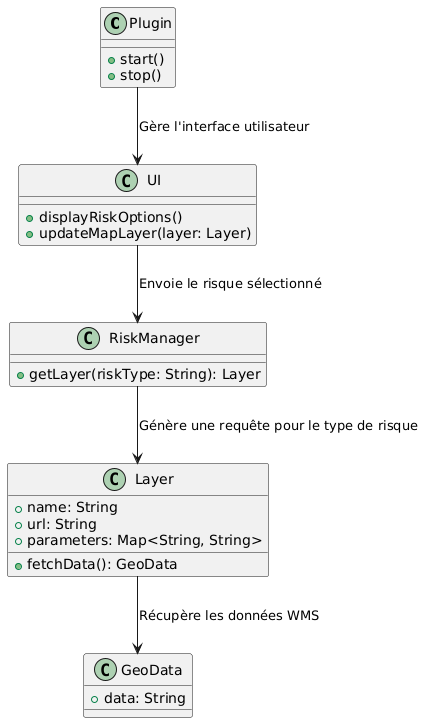 C Plugin
start()
stop()
Gère l'interface utilisateur
C UI
displayRiskOptions()
updateMapLayer(layer: Layer)
Envoie le risque sélectionné
C RiskManager
getLayer(riskType: String): Layer
Génère une requête pour le type de risque
C Layer
name: String
url: String
parameters: Map<String, String>
fetchData(): GeoData
Récupère les données WMS
C GeoData
data: String